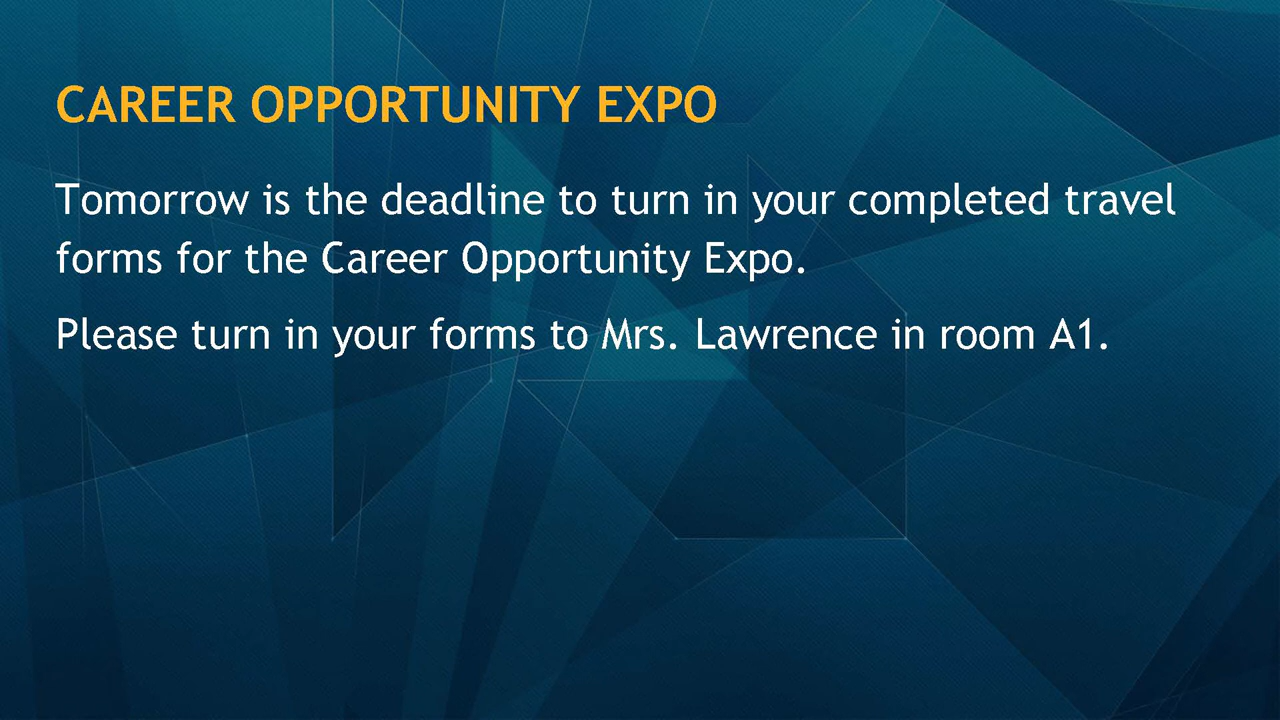 CAREER OPPORTUNITY EXPO
Tomorrow is the deadline to turn in your completed travel
forms for the Career Opportunity Expo.
Please turn in your forms to Mrs. Lawrence in room A1.